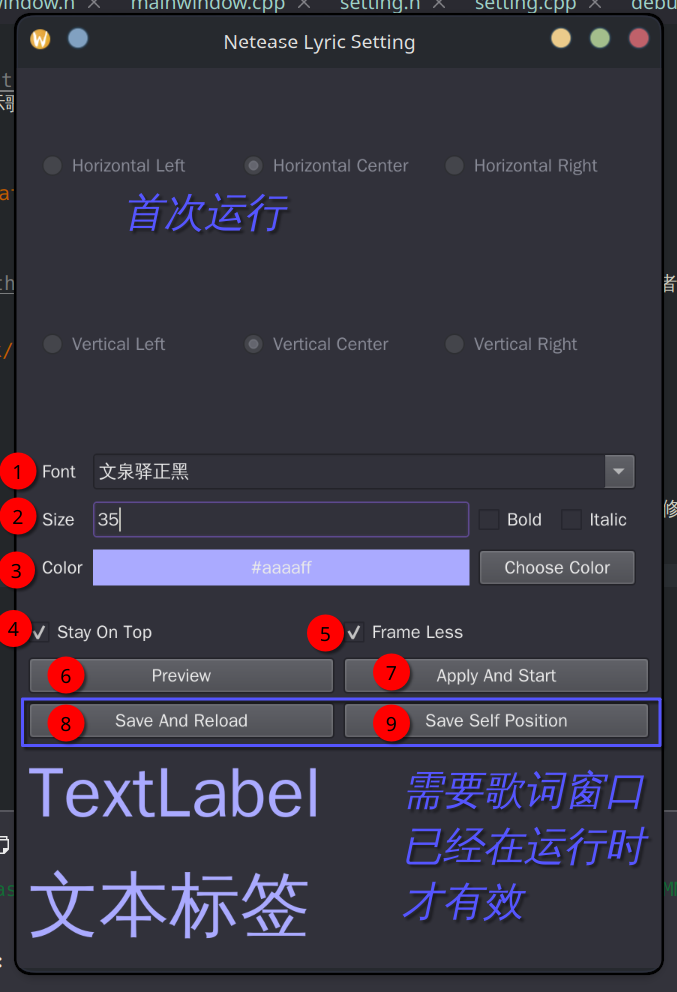 mainwindow.cpp
setting.h
setting.cpp
W Netease Lyric Setting
Horizontal Left Horizontal Center Horizontal Right
首次运行
Vertical Left Vertical Center Vertical Right
1 Font 文泉驿正黑
2 Size 35 Bold Italic
3 Color #aaaaff Choose Color
4 Stay On Top 5 Frame Less
6 Preview 7 Apply And Start
8 Save And Reload 9 Save Self Position
TextLabel
文本标签
需要歌词窗口
已经在运行时
才有效